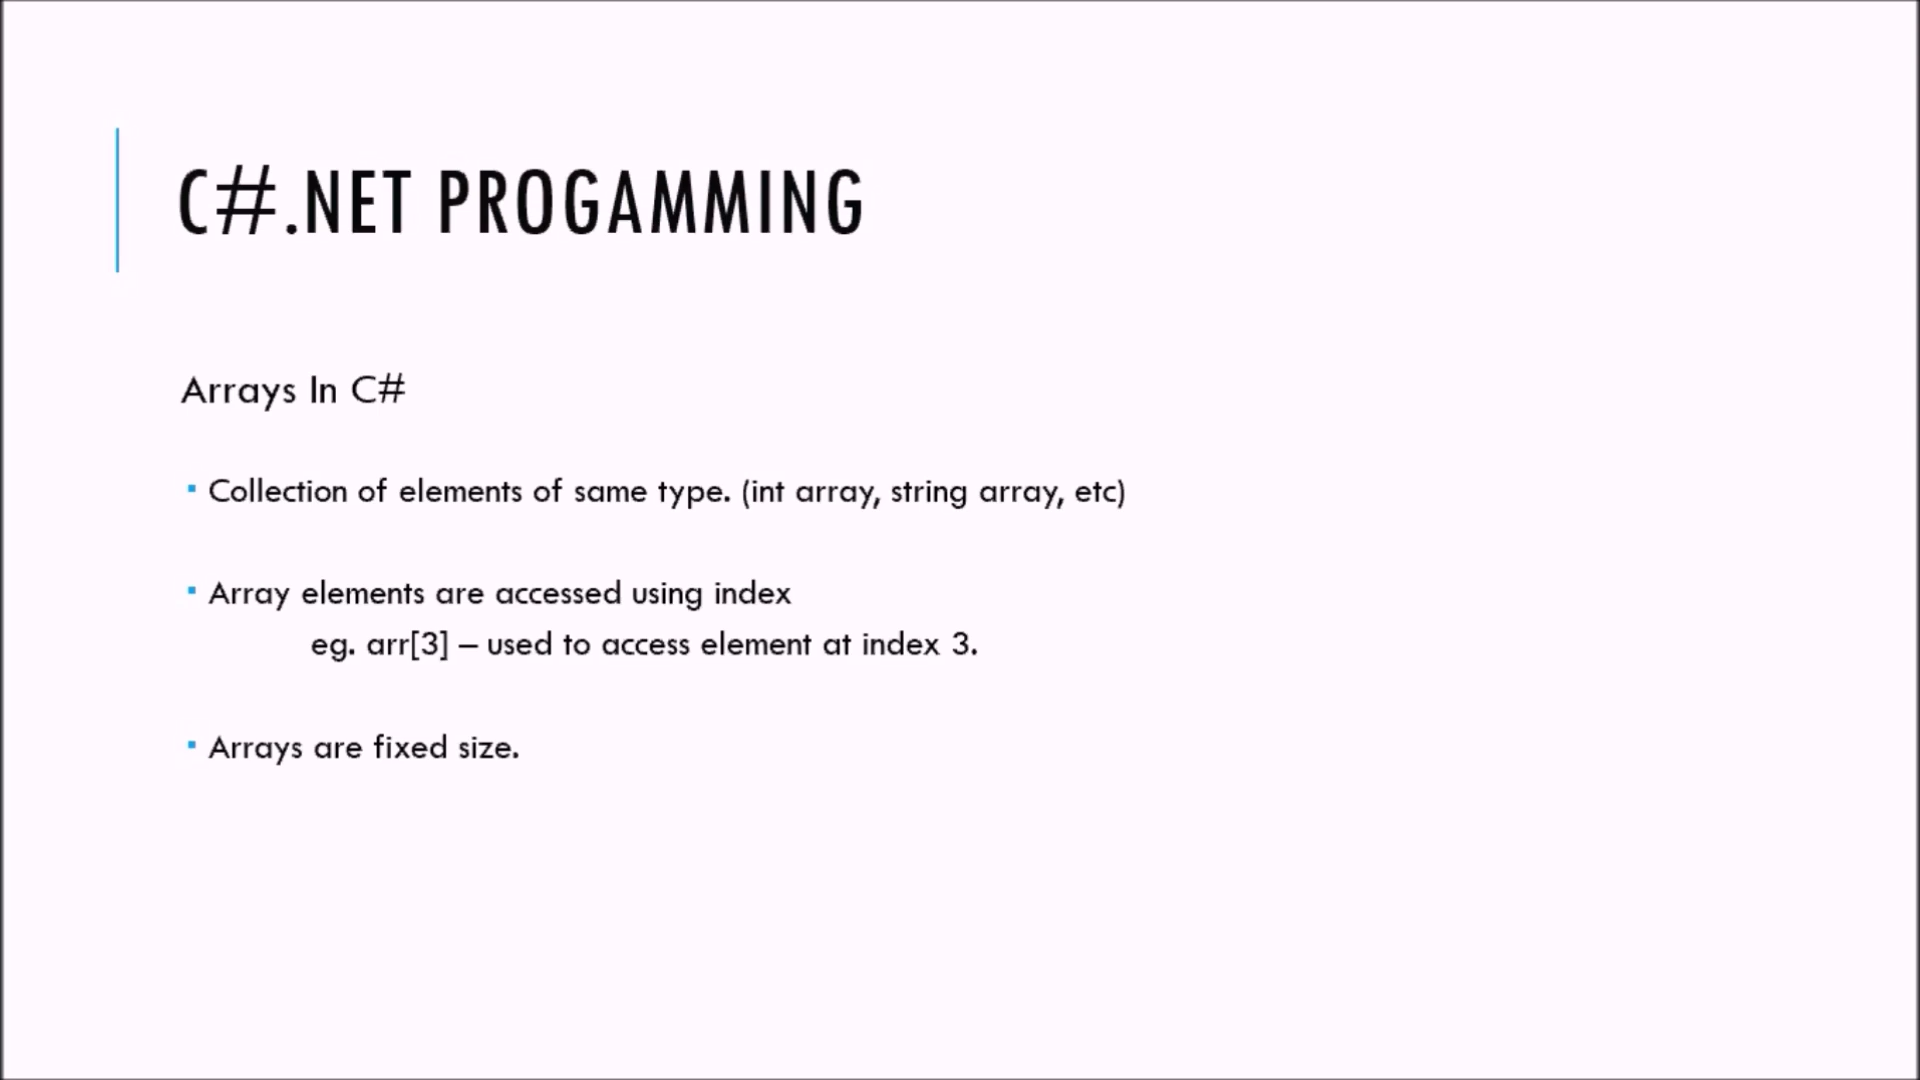 C#.NET PROGAMMING
Arrays In C#
▪ Collection of elements of same type. (int array, string array, etc)
▪ Array elements are accessed using index
eg. arr[3] – used to access element at index 3.
▪ Arrays are fixed size.